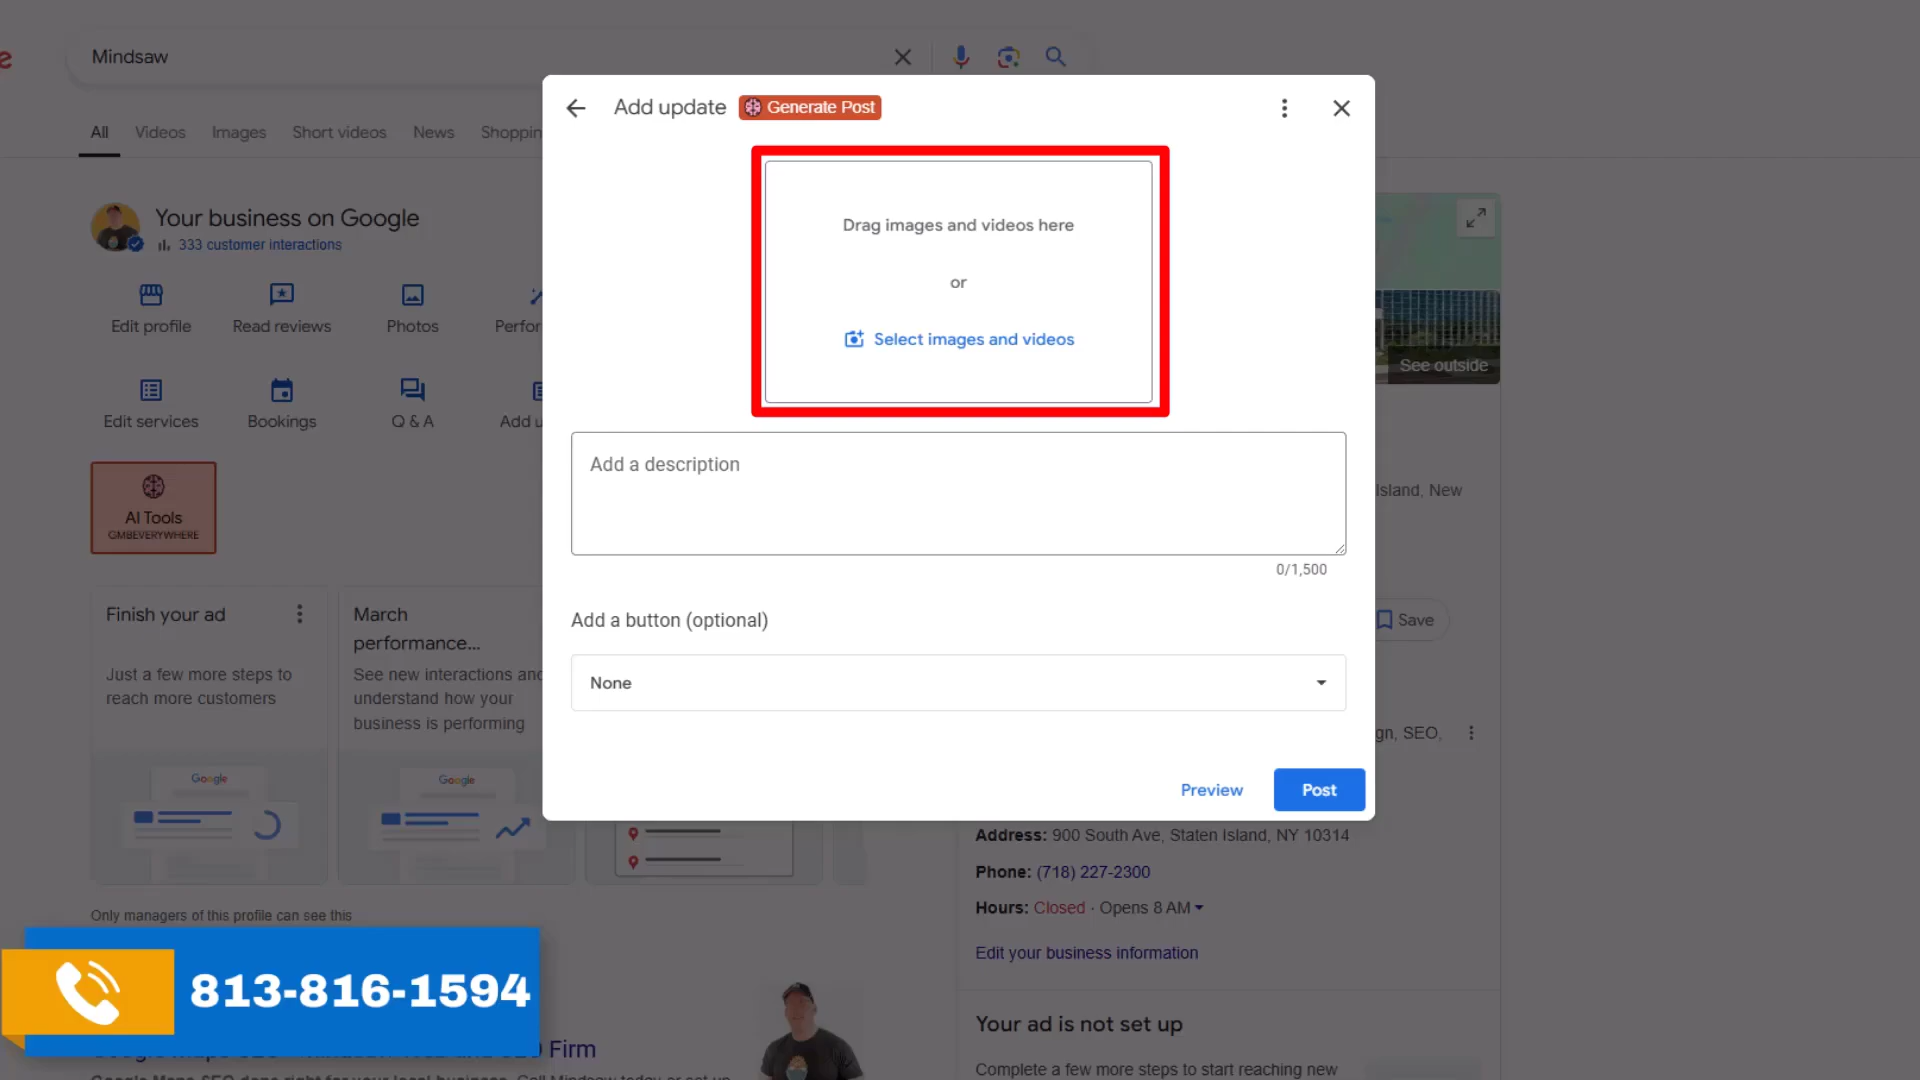 e
Mindsaw
All Videos Images Short videos News Shoppin
Add update Generate Post
Drag images and videos here
or
Select images and videos
Add a description
0/1,500
Add a button (optional)
None
Preview Post
Your business on Google
333 customer interactions
Edit profile Read reviews Photos Perfor
Edit services Bookings Q & A Add u
AI Tools
GMBEVERYWHERE
Finish your ad
Just a few more steps to
reach more customers
Google
March
performance...
See new interactions and
understand how your
business is performing
Google
Only managers of this profile can see this
813-816-1594
Firm
See outside
Island, New
Save
gn, SEO,
Address: 900 South Ave, Staten Island, NY 10314
Phone: (718) 227-2300
Hours: Closed · Opens 8 AM
Edit your business information
Your ad is not set up
Complete a few more steps to start reaching new